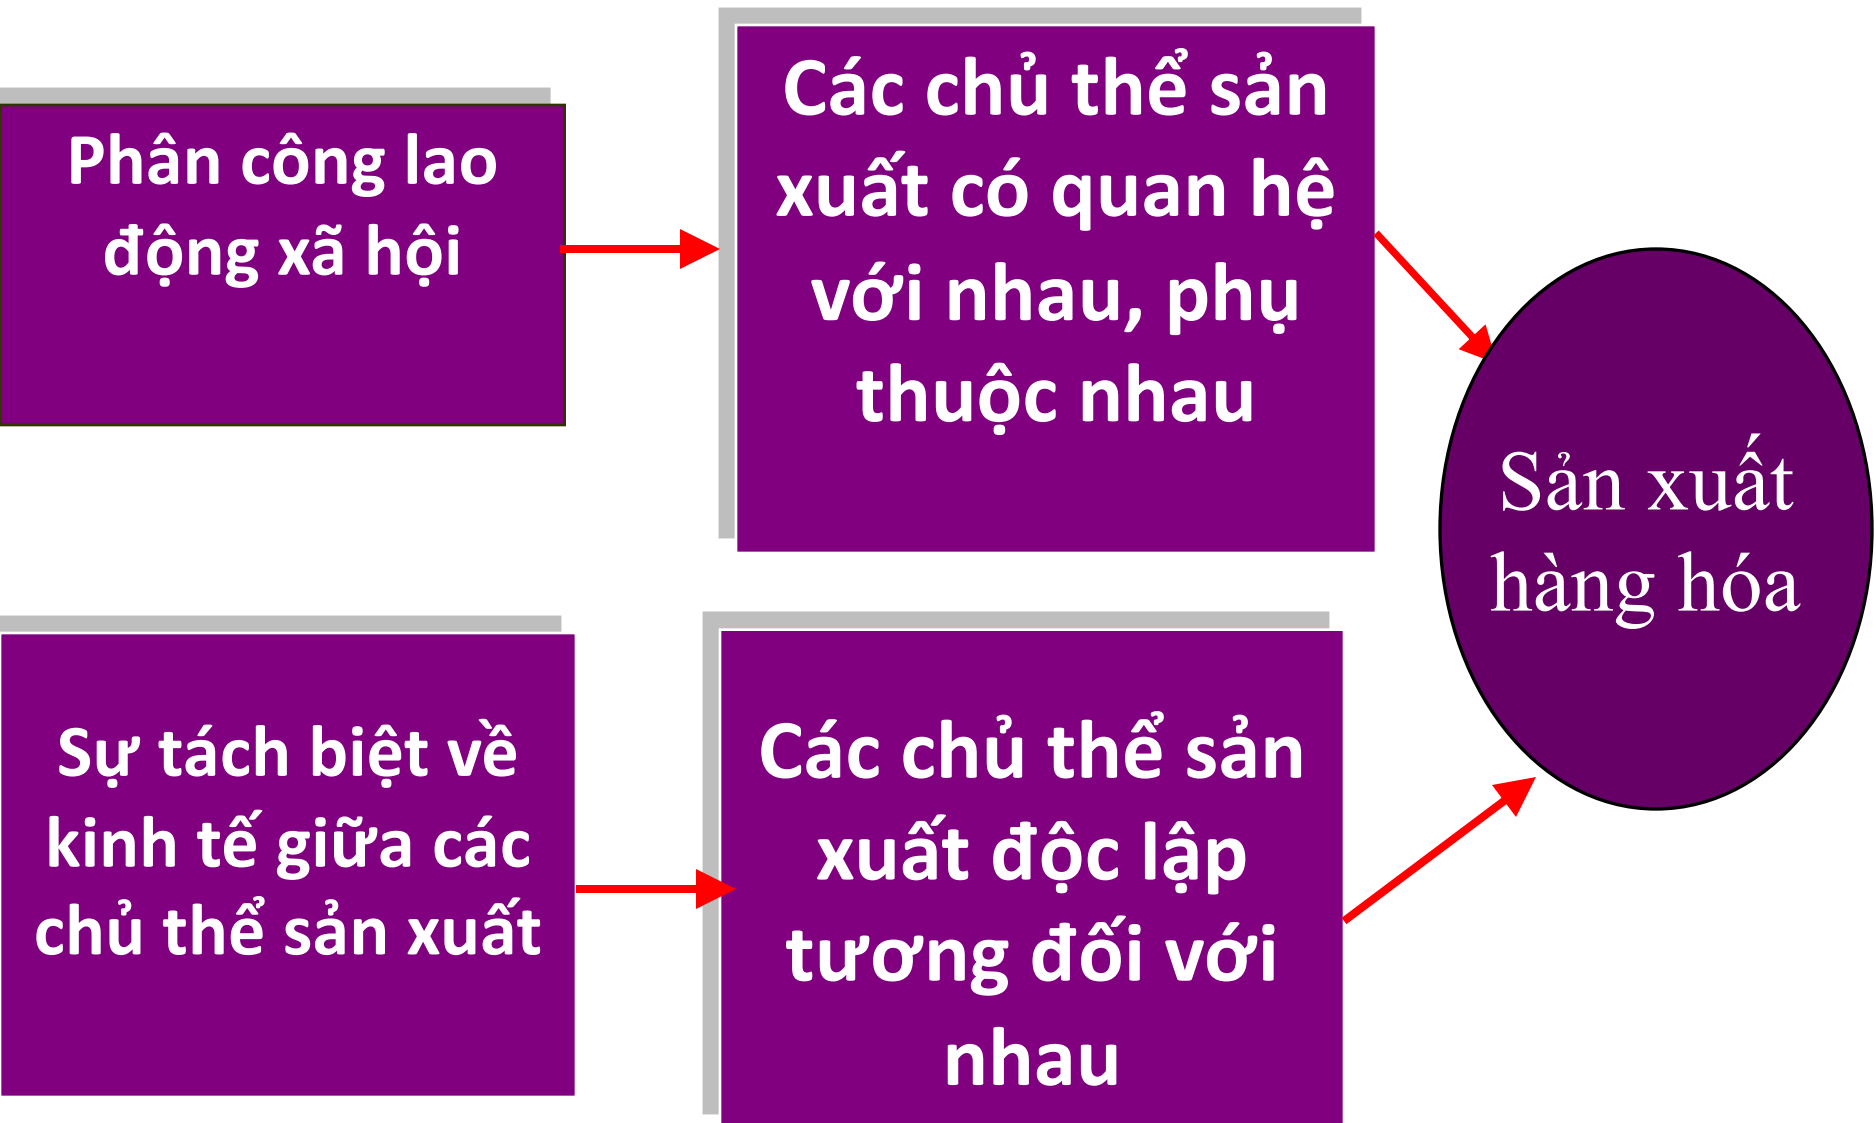 Phân công lao
động xã hội
Các chủ thể sản
xuất có quan hệ
với nhau, phụ
thuộc nhau
Sự tách biệt về
kinh tế giữa các
chủ thể sản xuất
Các chủ thể sản
xuất độc lập
tương đối với
nhau
Sản xuất
hàng hóa